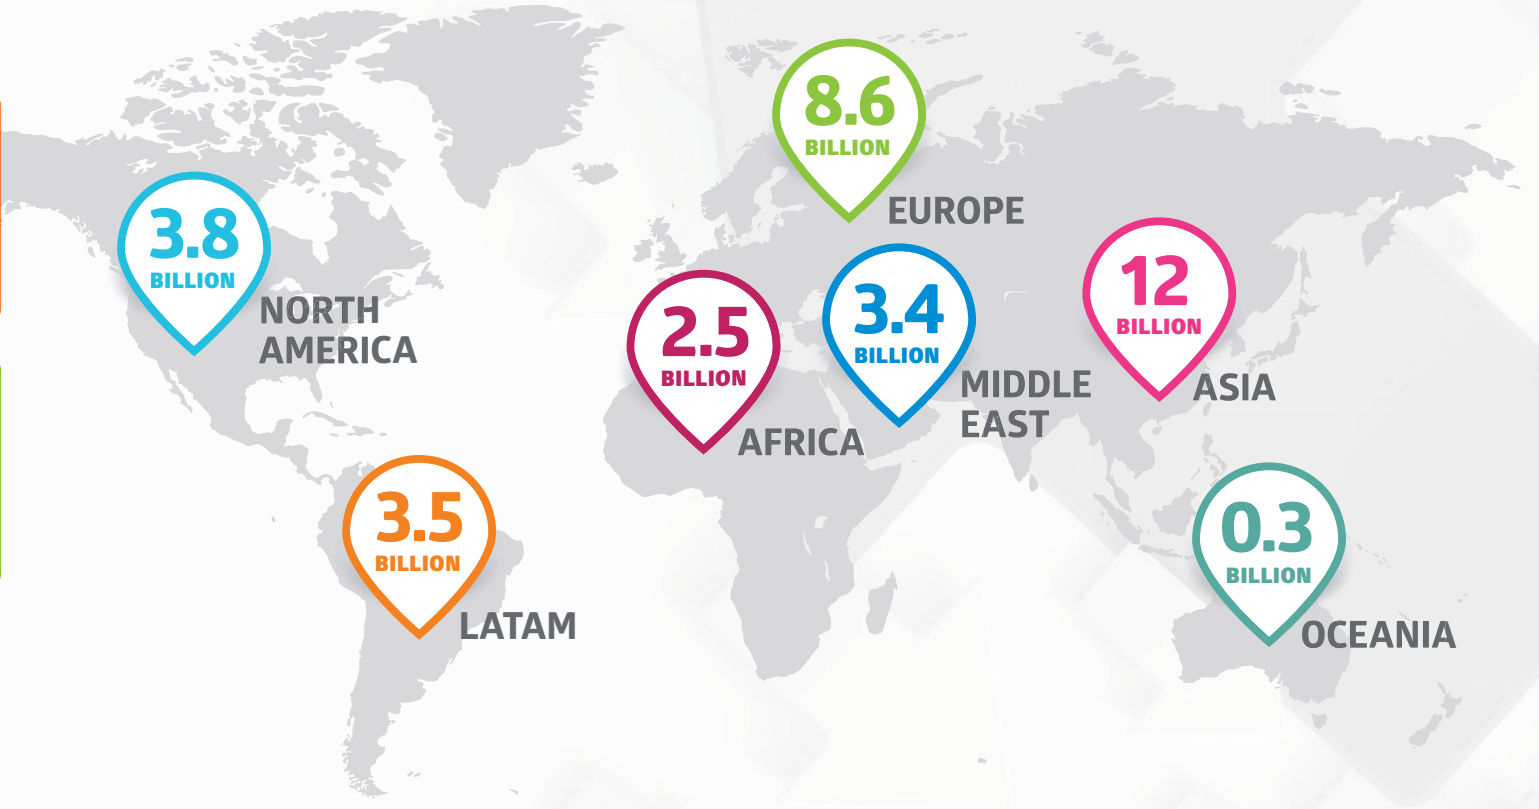 8.6
BILLION
EUROPE
3.8
BILLION
NORTH
AMERICA
12
BILLION
ASIA
2.5
BILLION
AFRICA
3.4
BILLION
MIDDLE
EAST
3.5
BILLION
LATAM
0.3
BILLION
OCEANIA